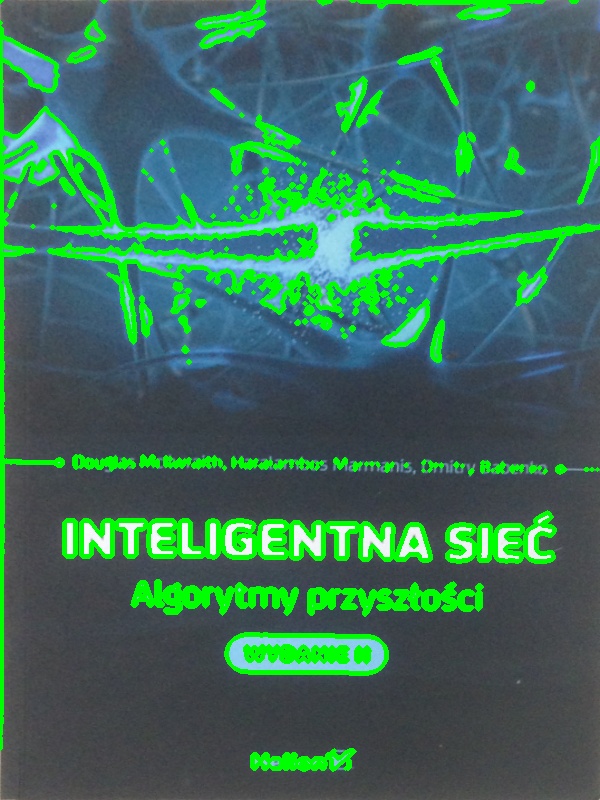 Douglas McIlwraith, Haralambos Marmanis, Dmitry Babenko
INTELIGENTNA SIEĆ
Algorytmy przyszłości
WYDANIE II
Helion